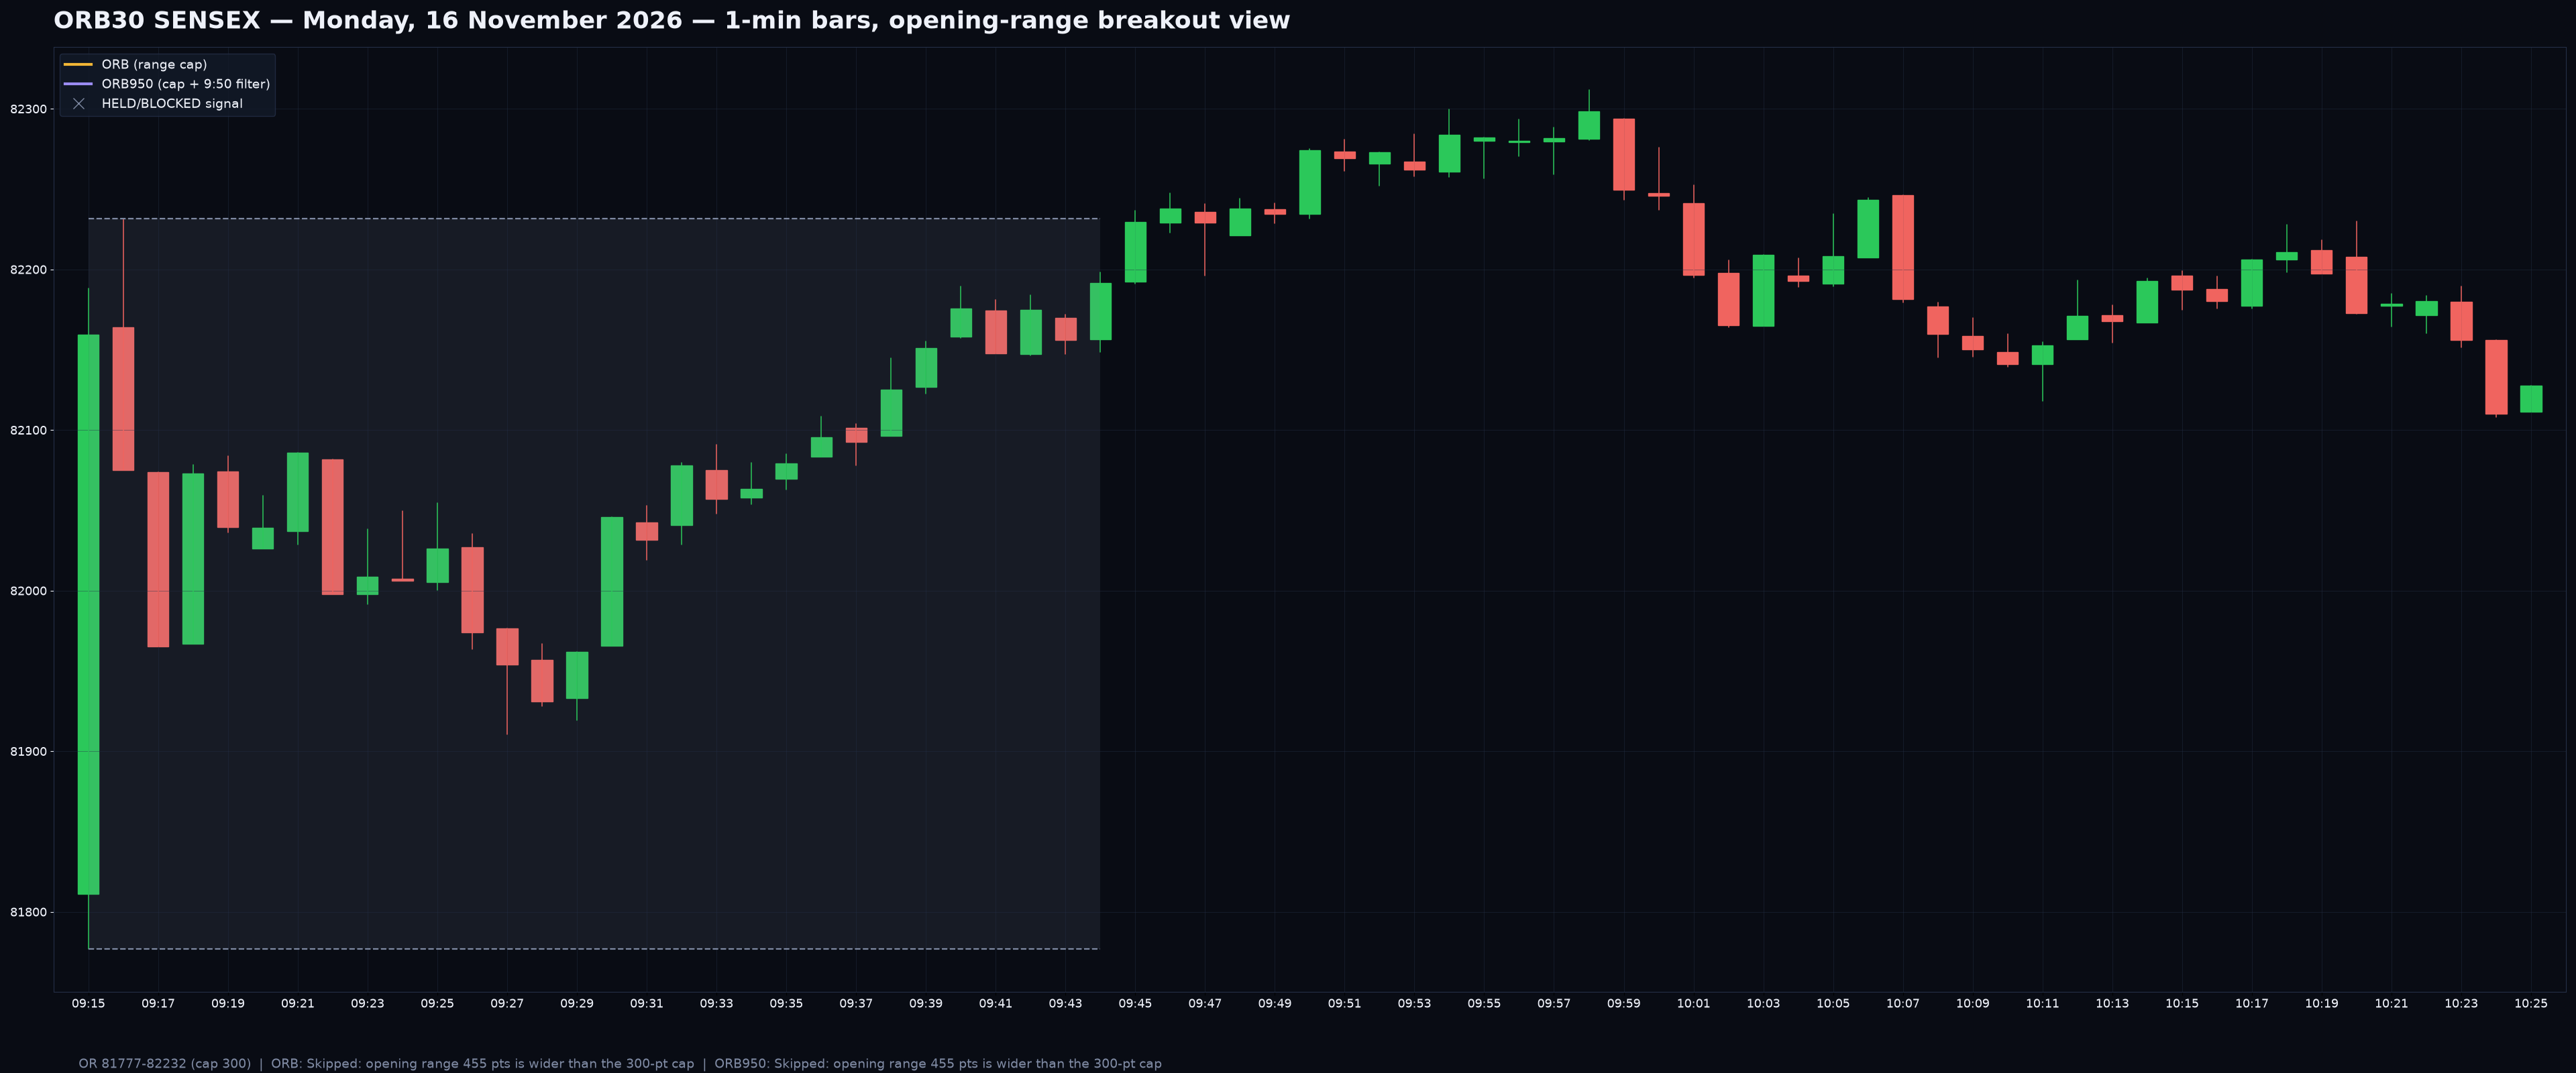 ORB30 SENSEX — Monday, 16 November 2026 — 1-min bars, opening-range breakout view
ORB (range cap)
ORB950 (cap + 9:50 filter)
HELD/BLOCKED signal
82300
82200
82100
82000
81900
81800
09:15 09:17 09:19 09:21 09:23 09:25 09:27 09:29 09:31 09:33 09:35 09:37 09:39 09:41 09:43 09:45 09:47 09:49 09:51 09:53 09:55 09:57 09:59 10:01 10:03 10:05 10:07 10:09 10:11 10:13 10:15 10:17 10:19 10:21 10:23 10:25
OR 81777-82232 (cap 300) | ORB: Skipped: opening range 455 pts is wider than the 300-pt cap | ORB950: Skipped: opening range 455 pts is wider than the 300-pt cap